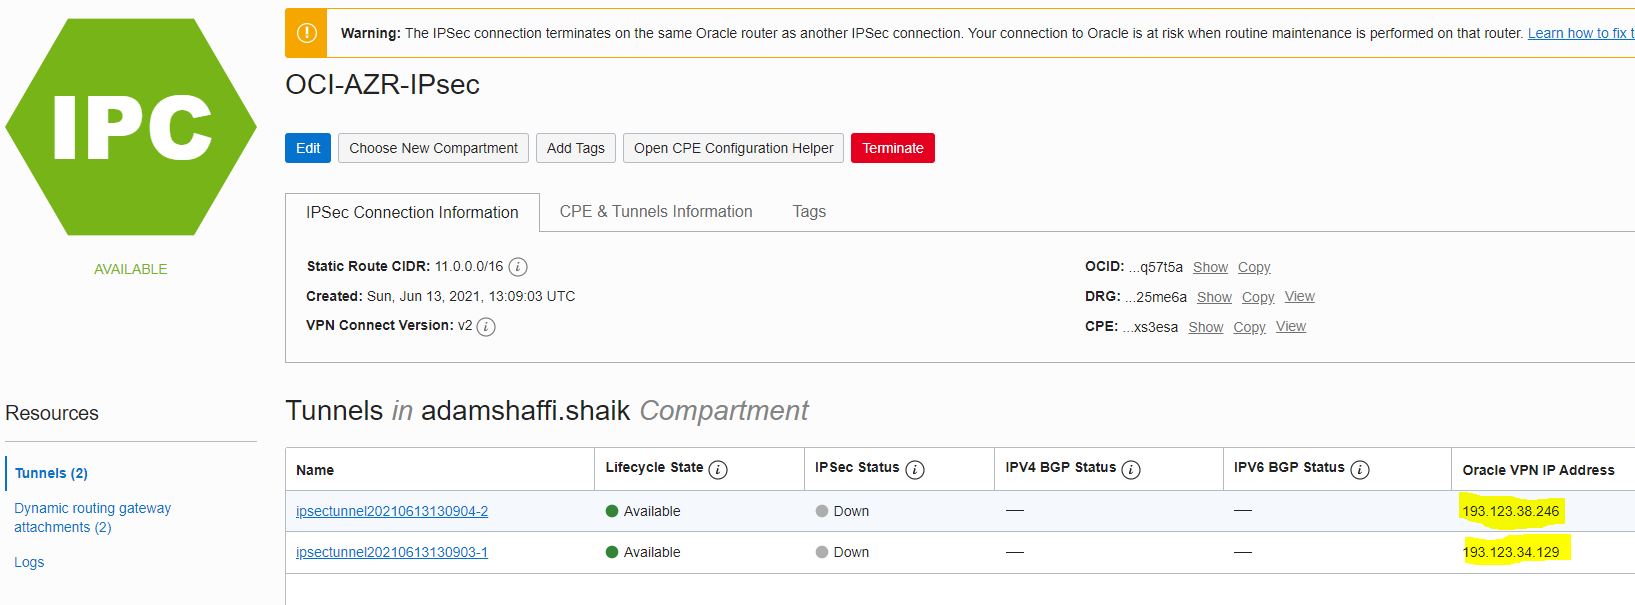 IPC
AVAILABLE
Warning: The IPSec connection terminates on the same Oracle router as another IPSec connection. Your connection to Oracle is at risk when routine maintenance is performed on that router. Learn how to fix t
OCI-AZR-IPsec
Edit Choose New Compartment Add Tags Open CPE Configuration Helper Terminate
IPSec Connection Information CPE & Tunnels Information Tags
Static Route CIDR: 11.0.0.0/16 i OCID: ...q57t5a Show Copy
Created: Sun, Jun 13, 2021, 13:09:03 UTC DRG: ...25me6a Show Copy View
VPN Connect Version: v2 i CPE: ...xs3esa Show Copy View
Resources
Tunnels (2)
Dynamic routing gateway
attachments (2)
Logs
Tunnels in adamshaffi.shaik Compartment
Name Lifecycle State i IPSec Status i IPV4 BGP Status i IPV6 BGP Status i Oracle VPN IP Address
ipsectunnel20210613130904-2 Available Down — — 193.123.38.246
ipsectunnel20210613130903-1 Available Down — — 193.123.34.129